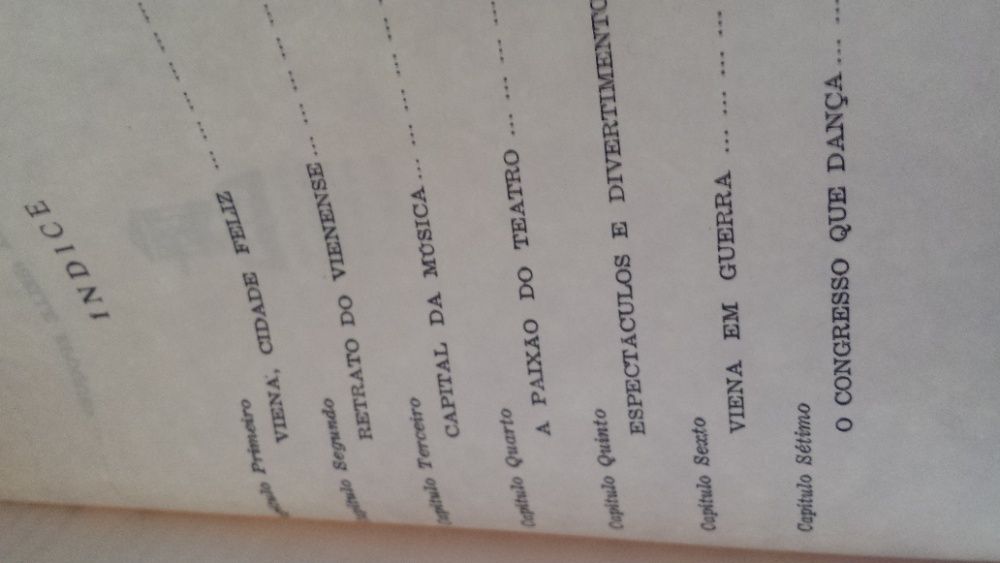 INDICE
Capítulo Primeiro
VIENA, CIDADE FELIZ ... ... ... ... ...
Capítulo Segundo
RETRATO DO VIENENSE... ... ... ... ...
Capítulo Terceiro
CAPITAL DA MÚSICA... ... ... ... ...
Capítulo Quarto
A PAIXÃO DO TEATRO ... ... ... ... ...
Capítulo Quinto
ESPECTÁCULOS E DIVERTIMENTO
Capítulo Sexto
VIENA EM GUERRA ... ... ... ... ...
Capítulo Sétimo
O CONGRESSO QUE DANÇA... ... ...